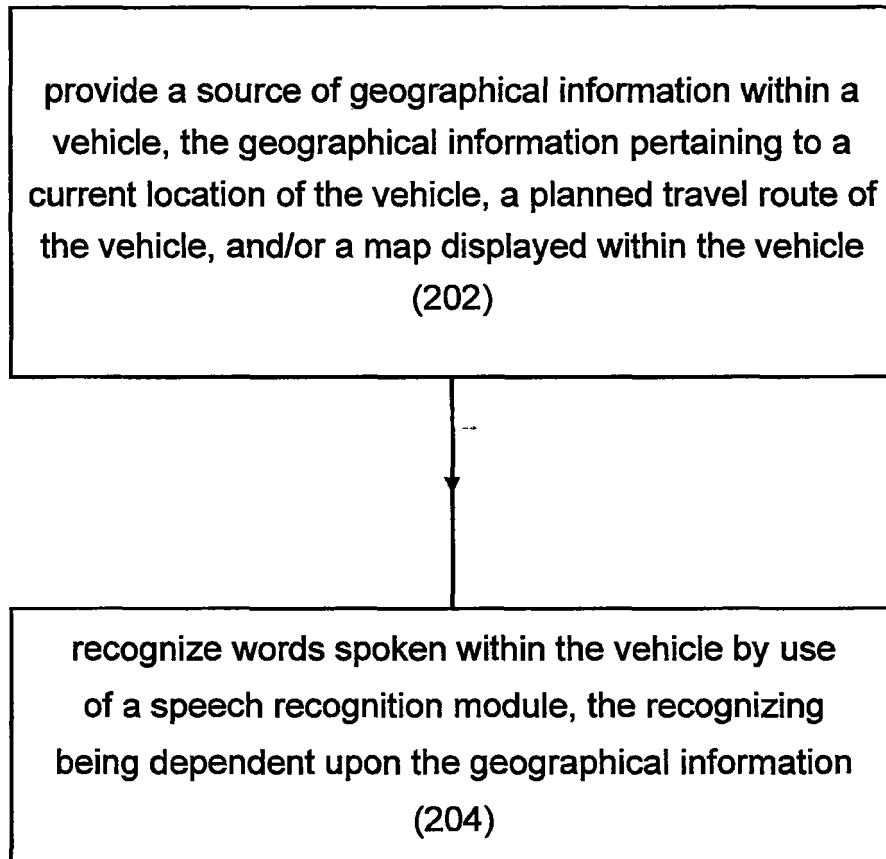 provide a source of geographical information within a
vehicle, the geographical information pertaining to a
current location of the vehicle, a planned travel route of
the vehicle, and/or a map displayed within the vehicle
(202)
recognize words spoken within the vehicle by use
of a speech recognition module, the recognizing
being dependent upon the geographical information
(204)